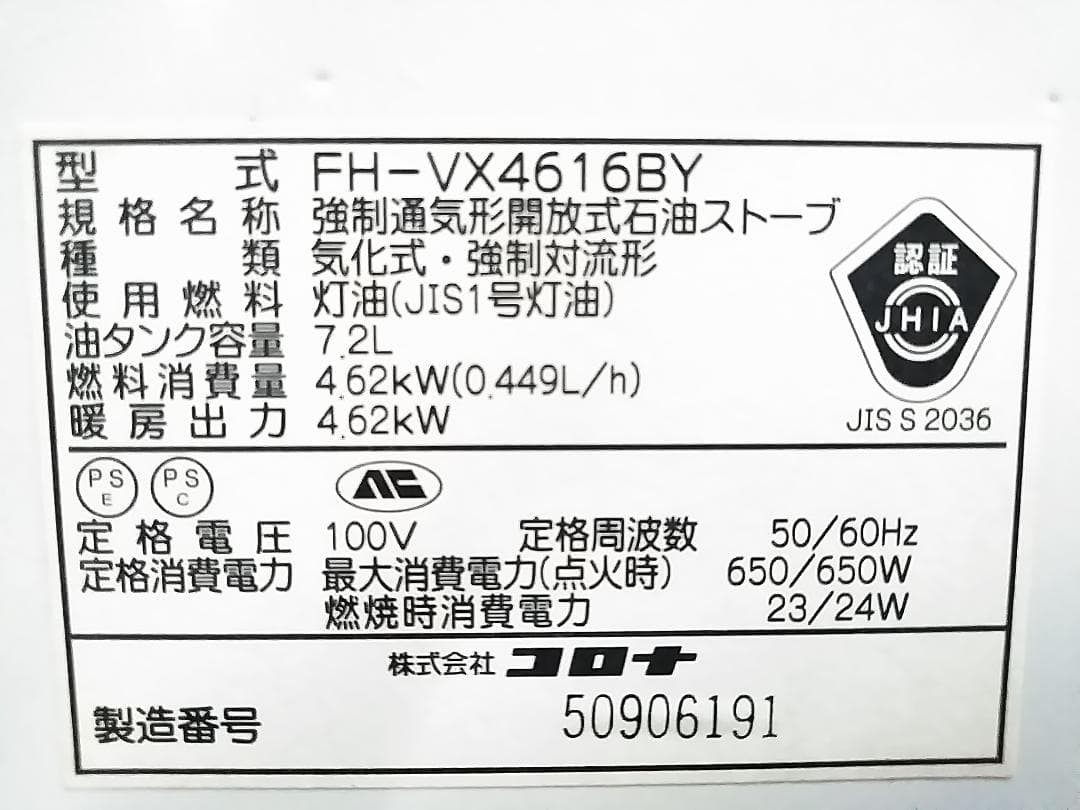 型式 FH-VX4616BY
規格名称 強制通気形開放式石油ストーブ
種類 気化式・強制対流形
使用燃料 灯油(JIS1号灯油)
油タンク容量 7.2L
燃料消費量 4.62kW(0.449L/h)
暖房出力 4.62kW
認証
JHIA
JIS S 2036
PS E PS C
定格電圧 100V 定格周波数 50/60Hz
定格消費電力 最大消費電力(点火時) 650/650W
燃焼時消費電力 23/24W
株式会社 コロナ
製造番号 50906191